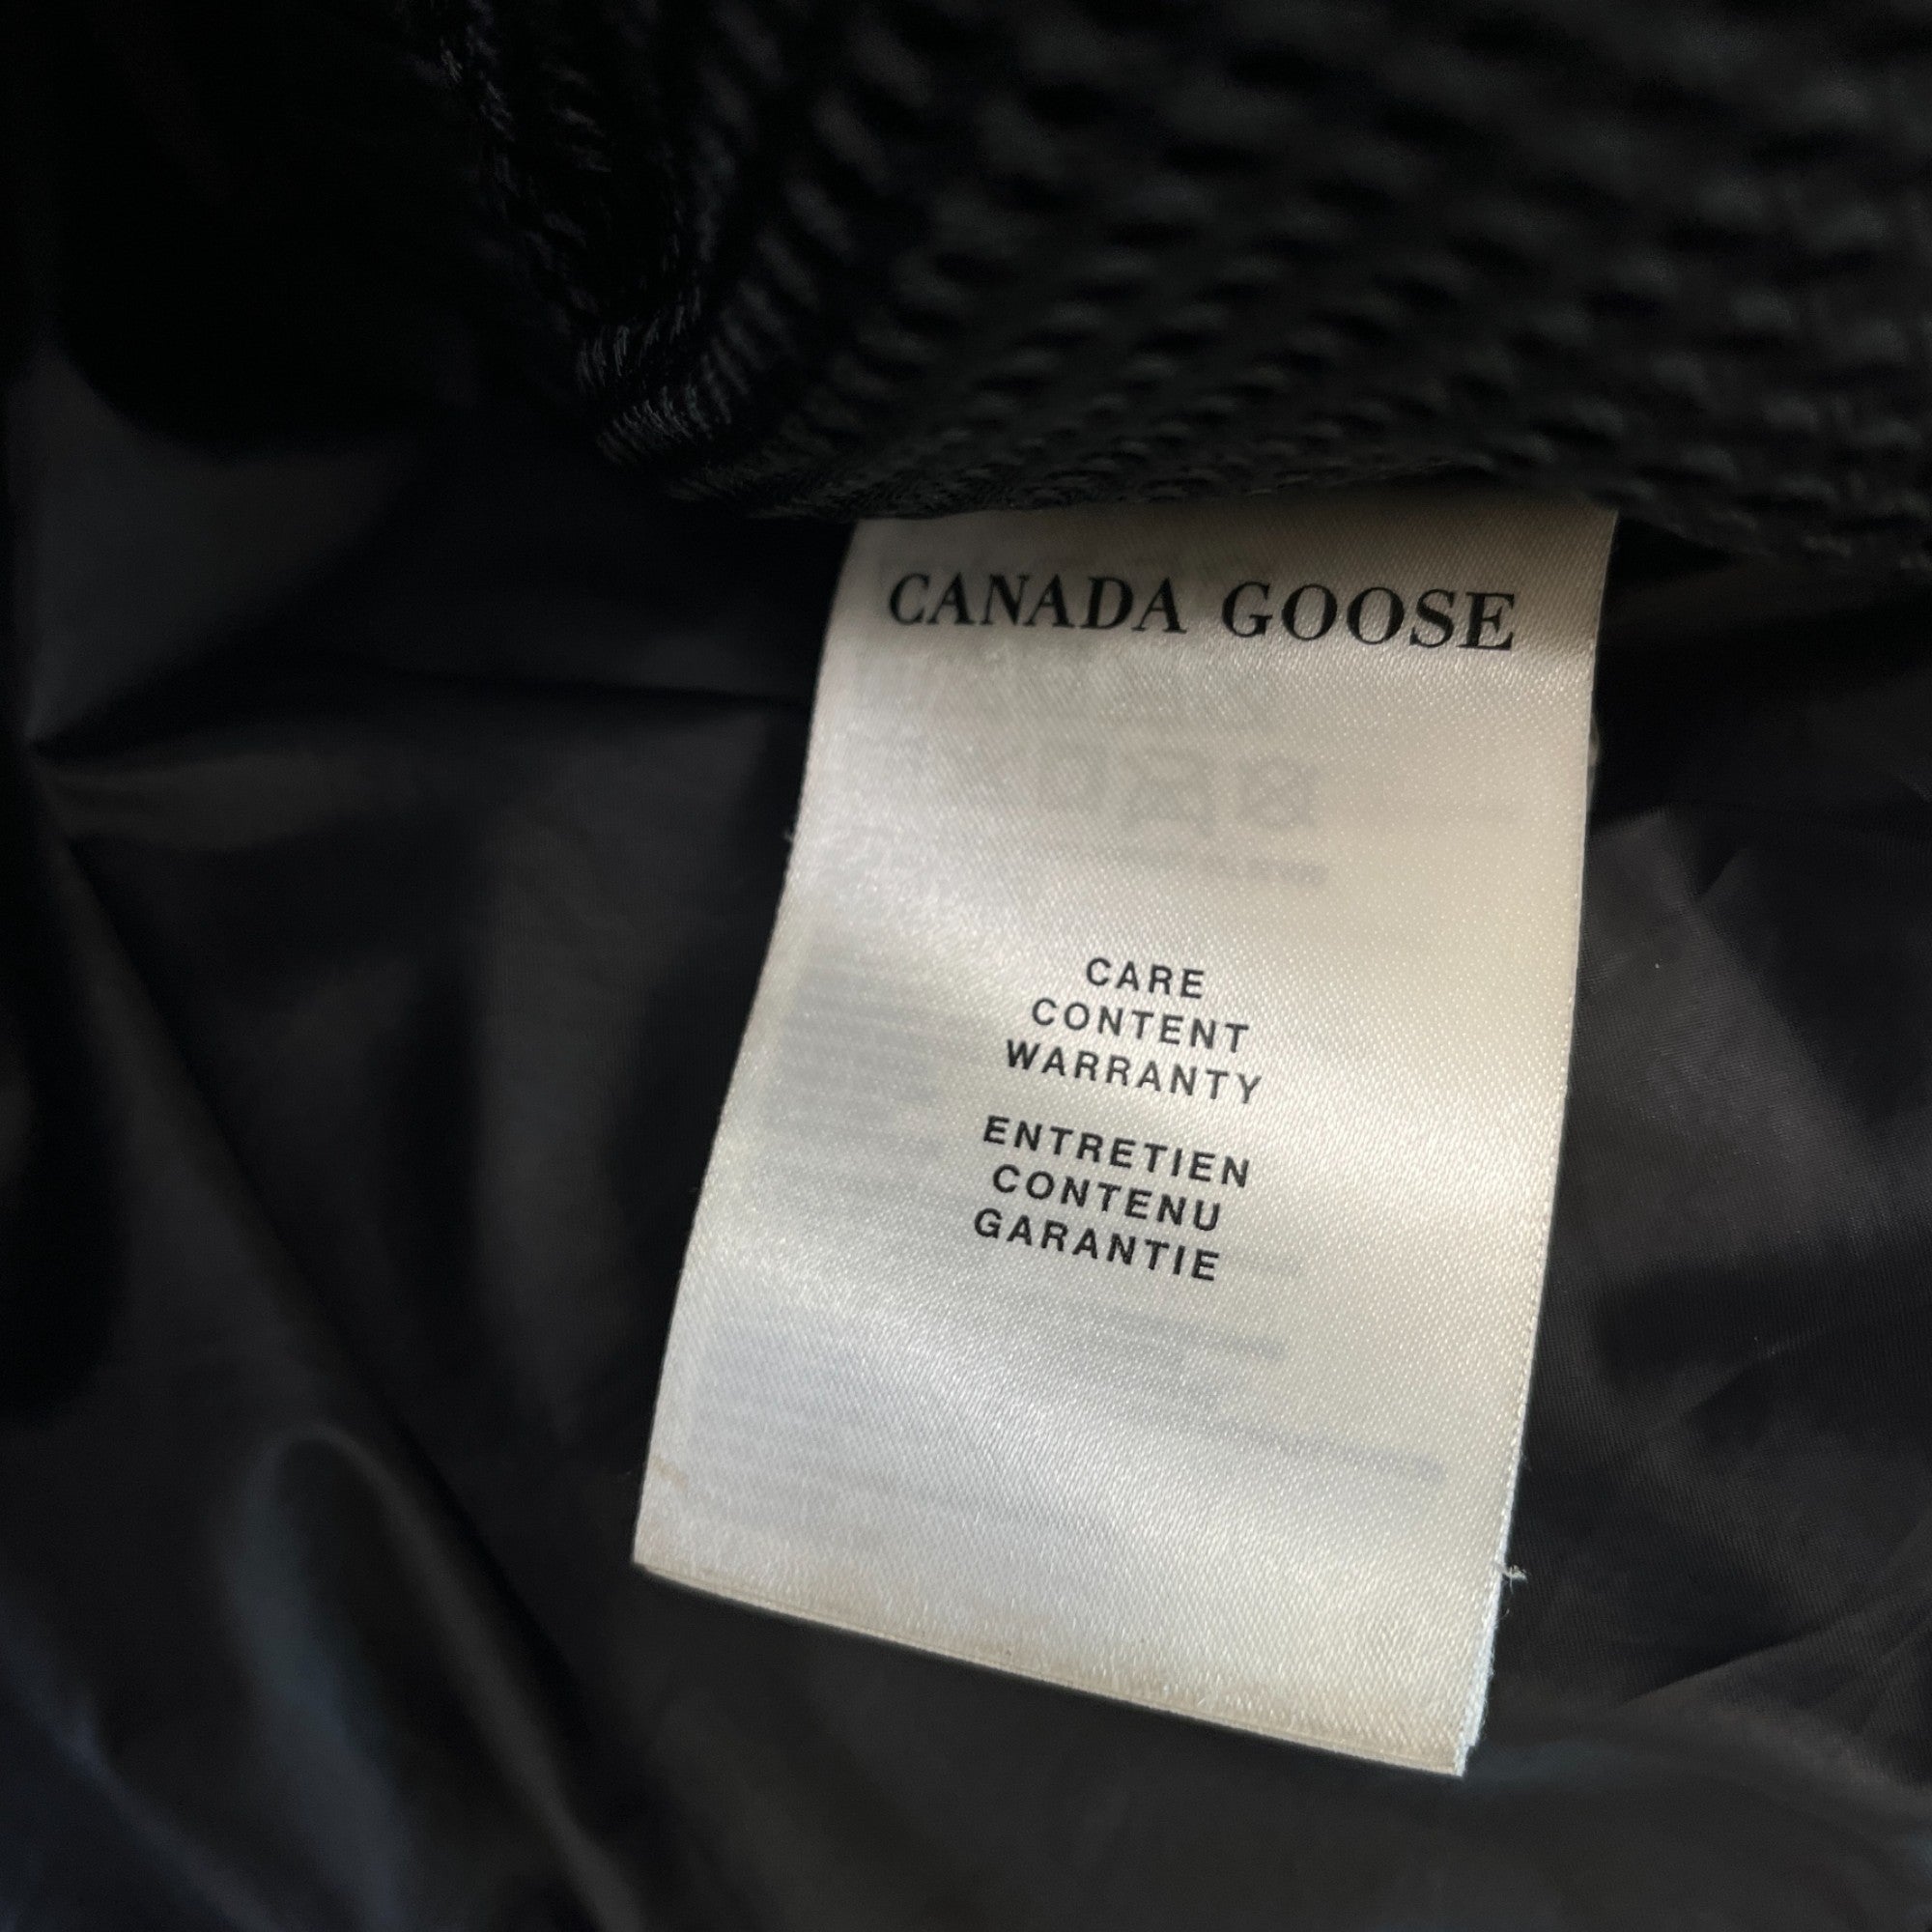 CANADA GOOSE
CARE
CONTENT
WARRANTY
ENTRETIEN
CONTENU
GARANTIE